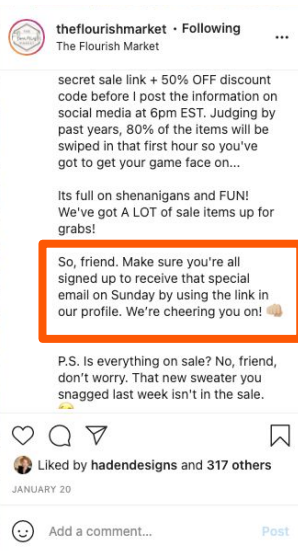 theflourishmarket • Following
The Flourish Market
secret sale link + 50% OFF discount
code before I post the information on
social media at 6pm EST. Judging by
past years, 80% of the items will be
swiped in that first hour so you've
got to get your game face on...
Its full on shenanigans and FUN!
We've got A LOT of sale items up for
grabs!
So, friend. Make sure you're all
signed up to receive that special
email on Sunday by using the link in
our profile. We're cheering you on! 👊🏼
P.S. Is everything on sale? No, friend,
don't worry. That new sweater you
snagged last week isn't in the sale.
Liked by hadendesigns and 317 others
JANUARY 20
Add a comment...
Post